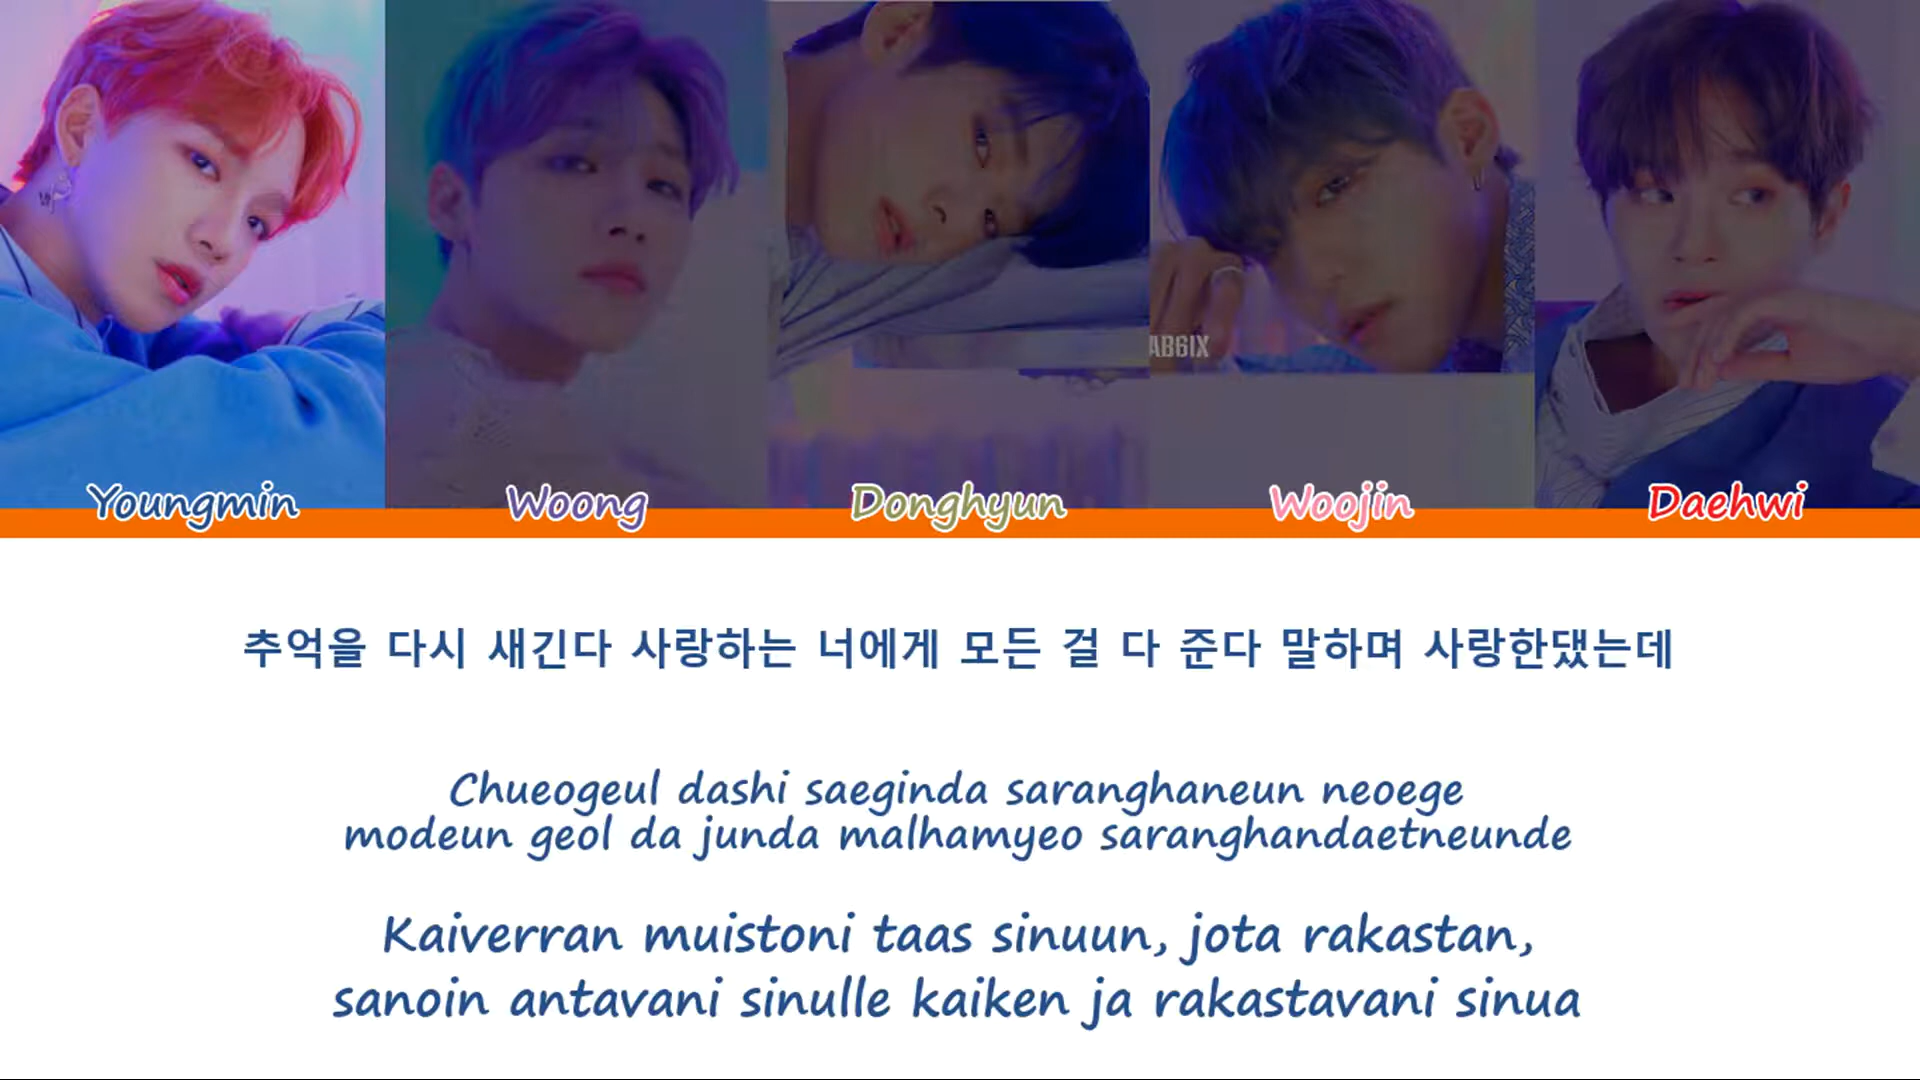 AB6IX
Youngmin
Woong
Donghyun
Woojin
Daehwi
추억을 다시 새긴다 사랑하는 너에게 모든 걸 다 준다 말하며 사랑한댔는데
Chueogeul dashi saeginda saranghaneun neoege
modeun geol da junda malhamyeo saranghandaetneunde
Kaiverran muistoni taas sinuun, jota rakastan,
sanoin antavani sinulle kaiken ja rakastavani sinua